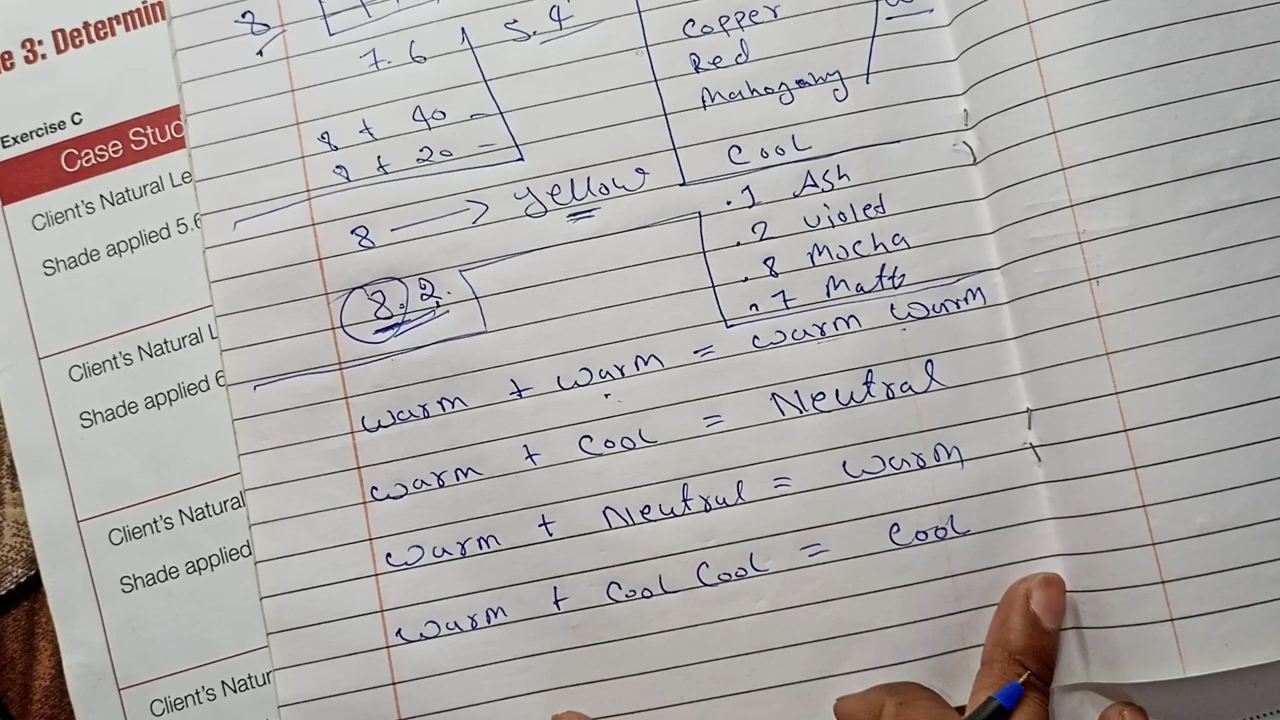 e 3: Determin
Exercise C
Case Stud
Client's Natural Le
Shade applied 5.6
Client's Natural L
Shade applied 6
Client's Natural
Shade applied
Client's Natur
8
7.6 5.4
8 + 40 -
8 + 20 =
8 → yellow
8.2.
Copper
Red
Mahogany
Cool
.1 Ash
.2 violed
.8 Mocha
.7 Matt
warm + warm = warm warm
warm + Cool = Neutral
warm + Neutral = warm
warm + Cool Cool = Cool